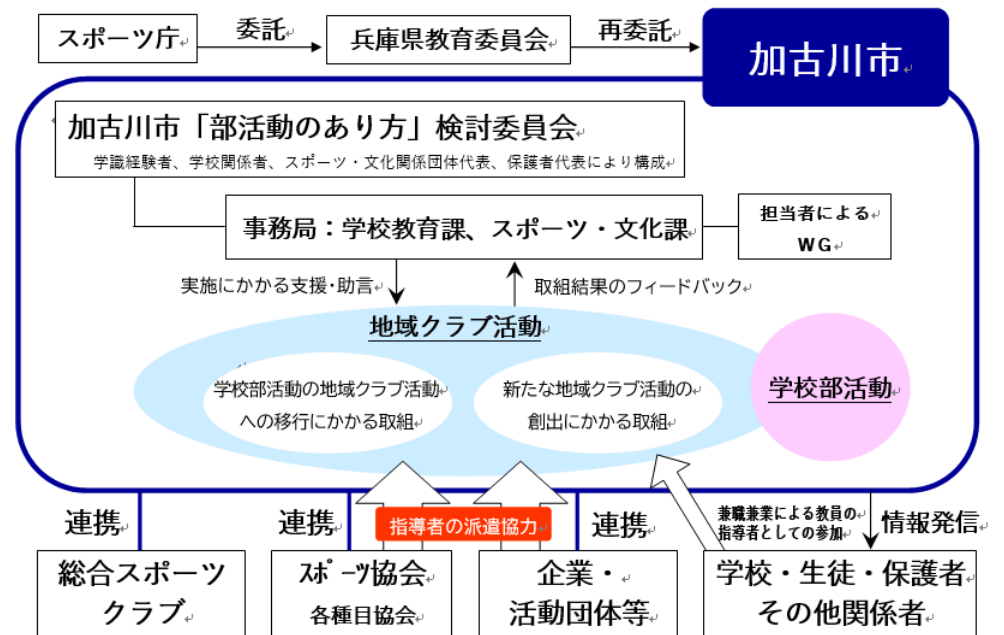 スポーツ庁
委託
兵庫県教育委員会
再委託
加古川市
加古川市「部活動のあり方」検討委員会
学識経験者、学校関係者、スポーツ・文化関係団体代表、保護者代表により構成
事務局：学校教育課、スポーツ・文化課
担当者による
WG
実施にかかる支援・助言
取組結果のフィードバック
地域クラブ活動
学校部活動の地域クラブ活動
への移行にかかる取組
新たな地域クラブ活動の
創出にかかる取組
学校部活動
連携
連携
指導者の派遣協力
連携
兼職兼業による教員の
指導者としての参加
情報発信
総合スポーツ
クラブ
スポーツ協会
各種目協会
企業・
活動団体等
学校・生徒・保護者
その他関係者